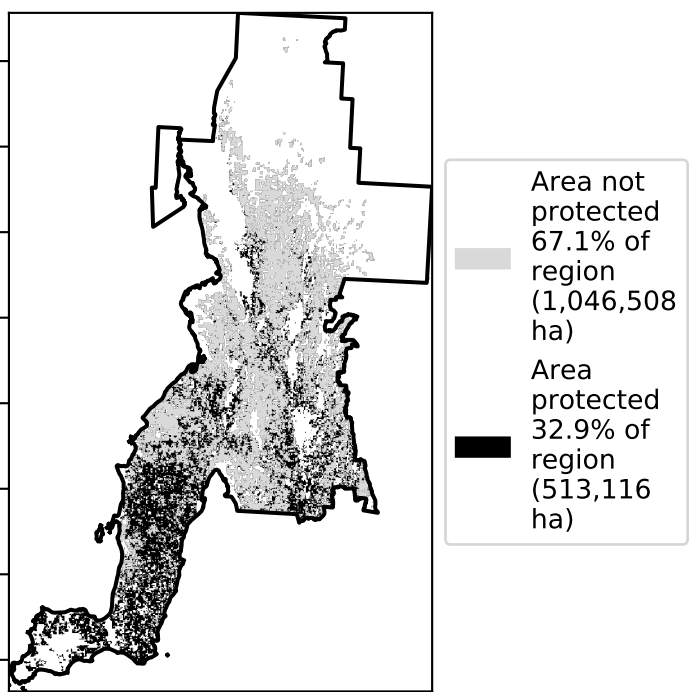 Area not
protected
67.1% of
region
(1,046,508
ha)
Area
protected
32.9% of
region
(513,116
ha)